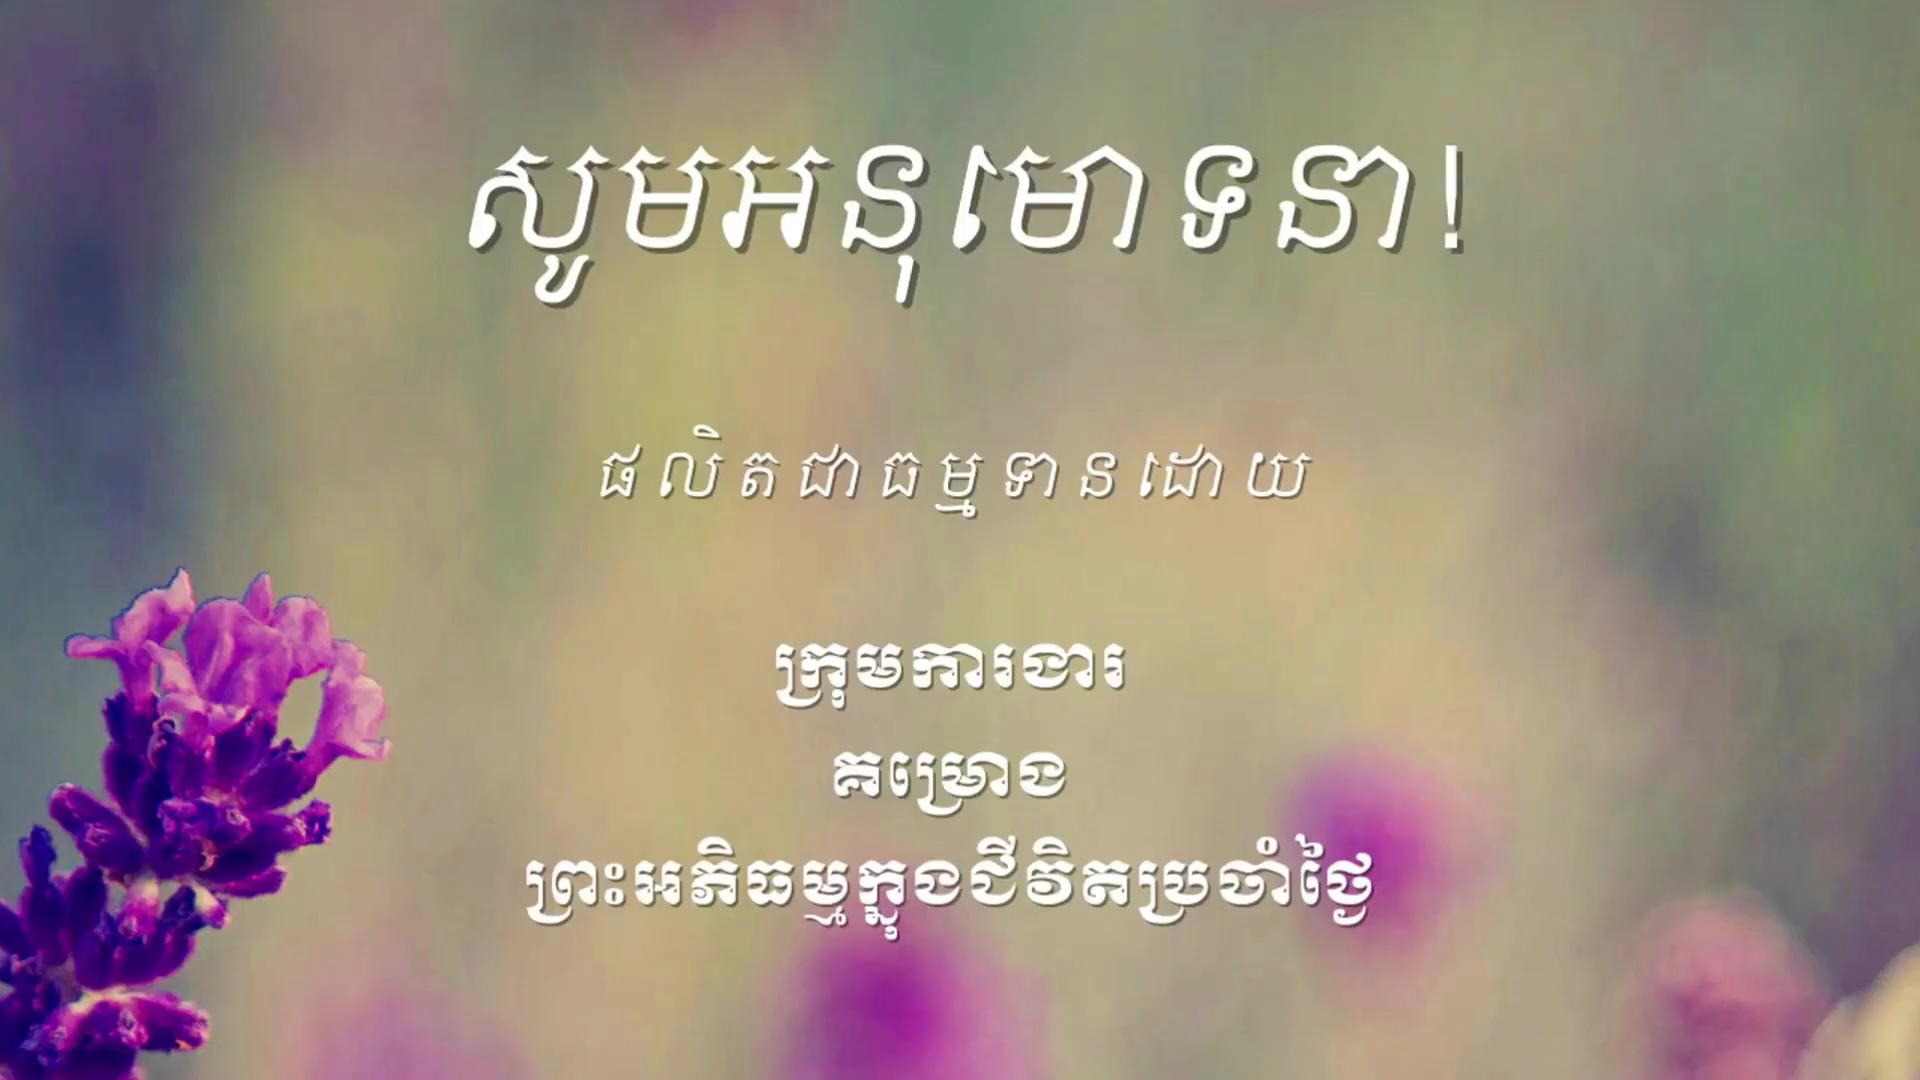 សូមអនុមោទនា!
ផលិតជាធម្មទានដោយ
ក្រុមការងារ
គម្រោង
ព្រះអភិធម្មក្នុងជីវិតប្រចាំថ្ងៃ